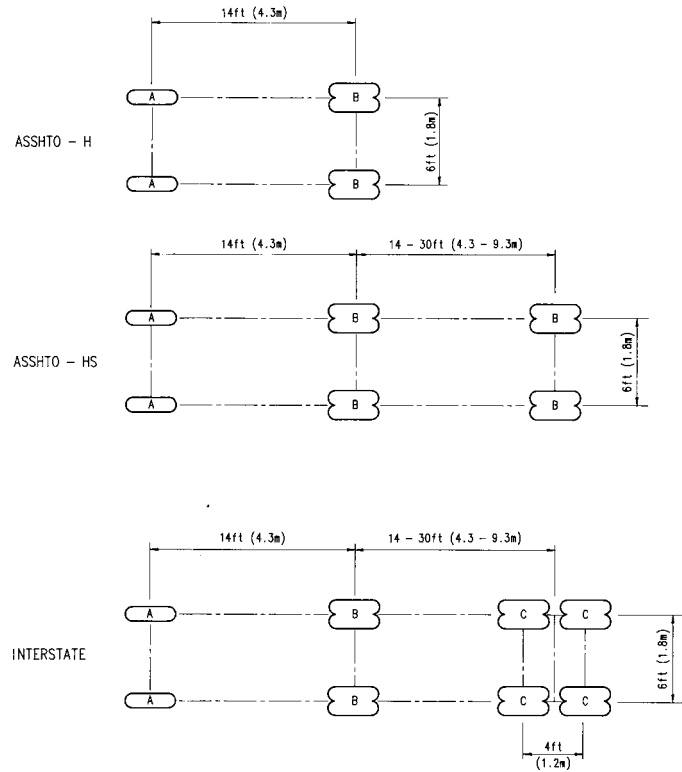 14ft (4.3m)
A
B
ASSHTO - H
6ft (1.8m)
A
B
14ft (4.3m)
14 - 30ft (4.3 - 9.3m)
A
B
B
ASSHTO - HS
6ft (1.8m)
A
B
B
14ft (4.3m)
14 - 30ft (4.3 - 9.3m)
A
B
C
C
INTERSTATE
6ft (1.8m)
A
B
C
C
4ft
(1.2m)